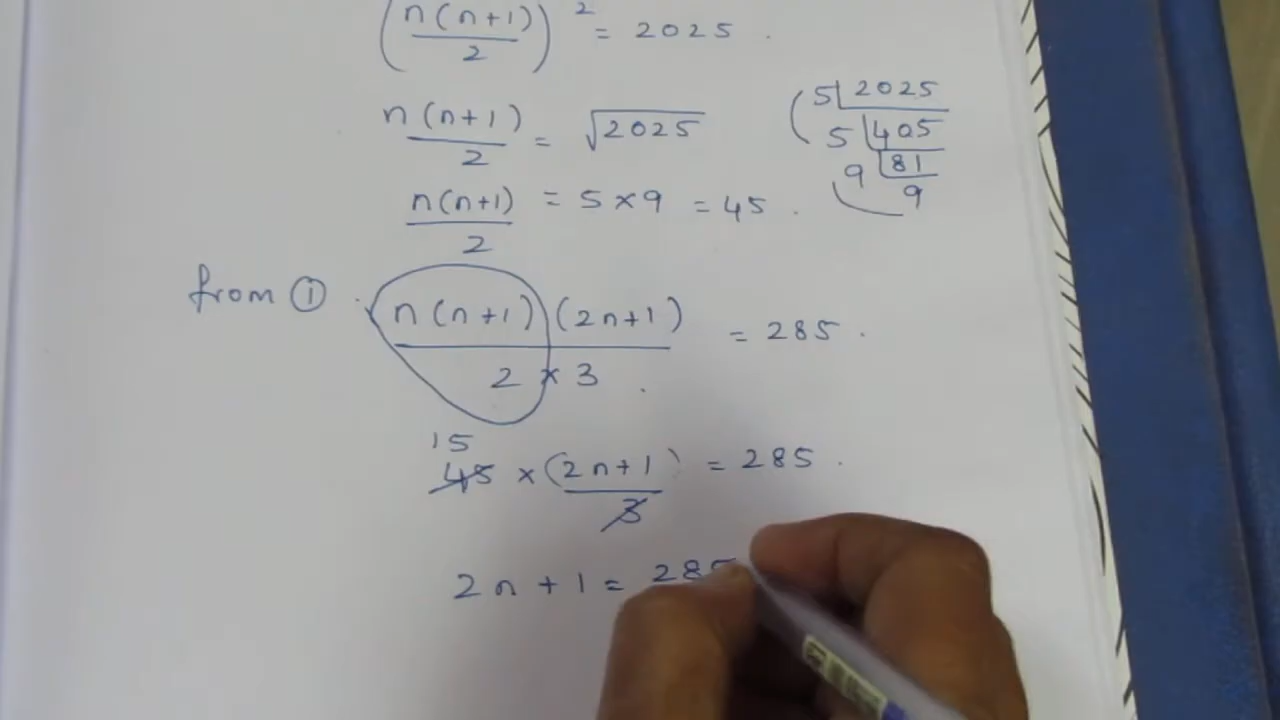 (n(n+1)/2)² = 2025 .
n(n+1)/2 = √2025
5 | 2025
5 | 405
9 | 81
9
n(n+1)/2 = 5×9 = 45 .
from ① . n(n+1)(2n+1)/2×3 = 285 .
15
45 × (2n+1)/3 = 285 .
2n+1 = 285